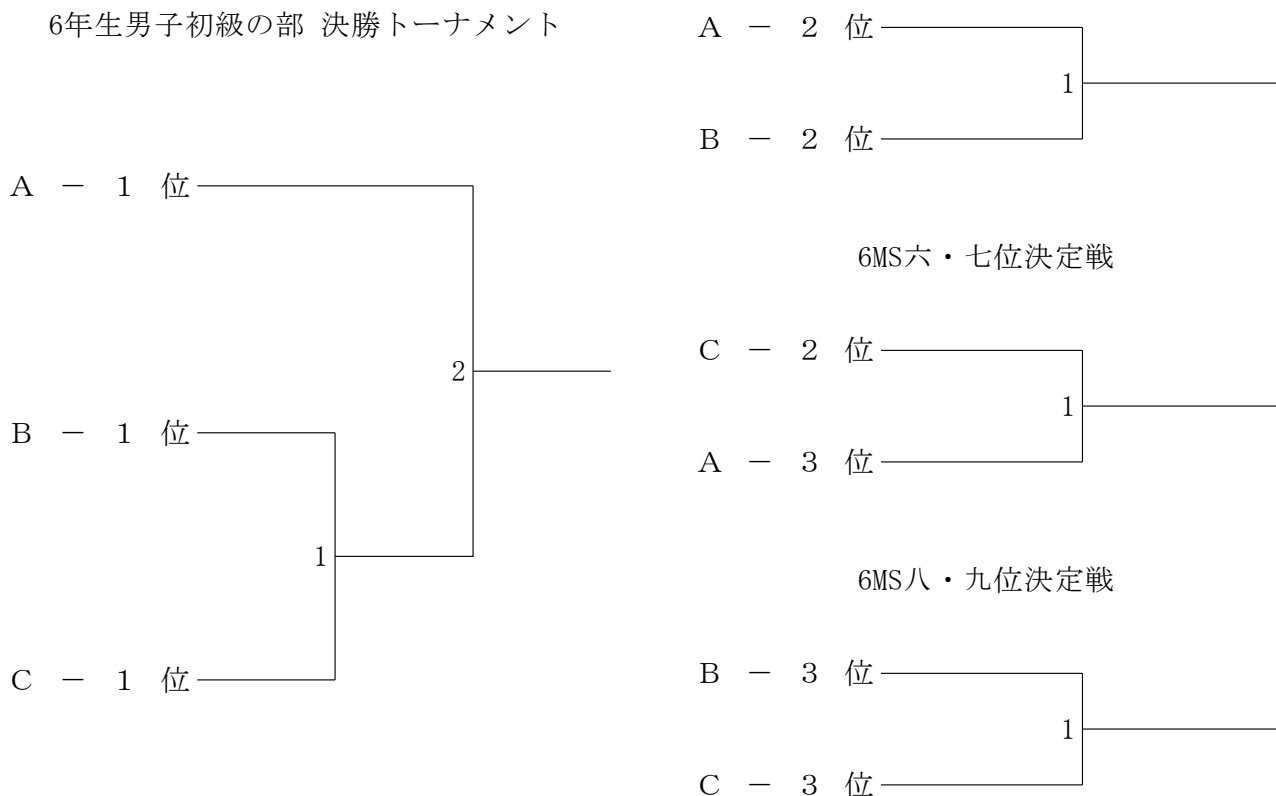 6年生男子初級の部 決勝トーナメント
A － 1 位
B － 1 位
C － 1 位
1
2
A － 2 位
B － 2 位
1
6MS六・七位決定戦
C － 2 位
A － 3 位
1
6MS八・九位決定戦
B － 3 位
C － 3 位
1